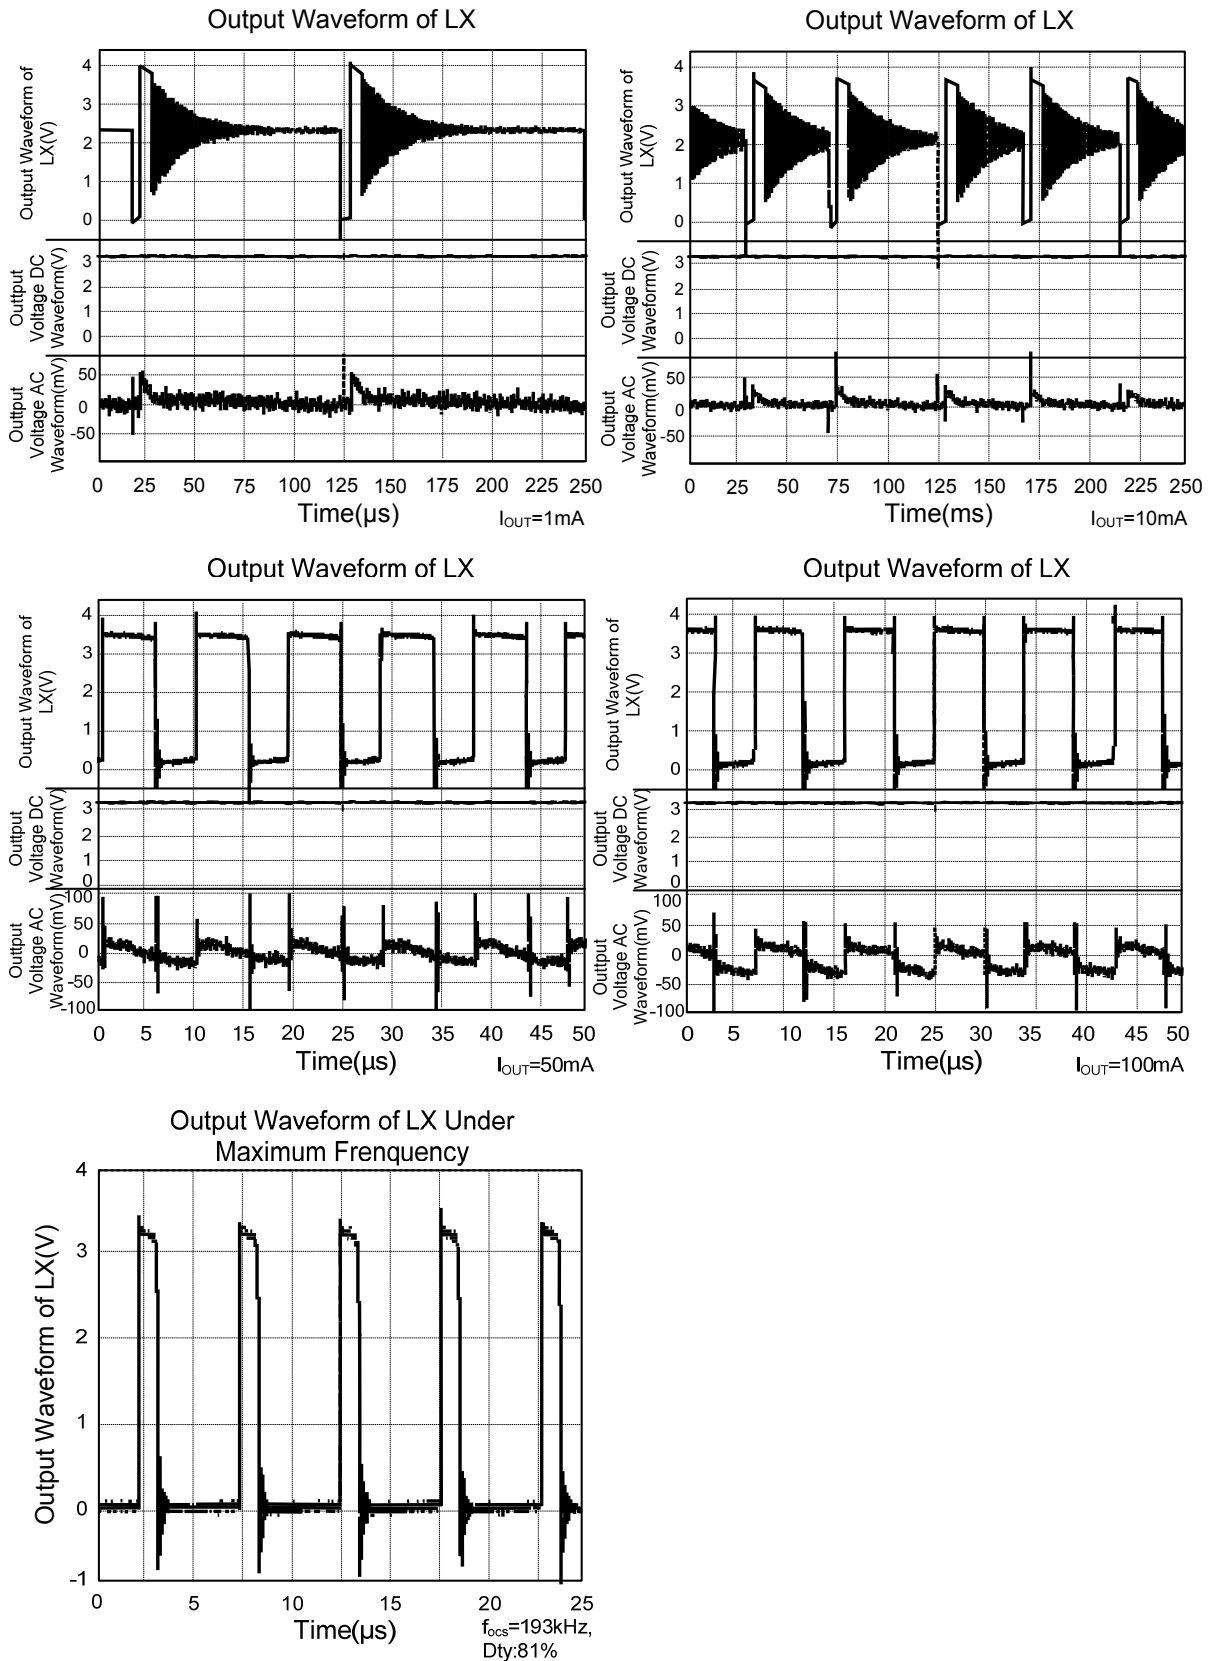 Output Waveform of LX
Output Waveform of
LX(V)
4
3
2
1
0
Outtput
Voltage DC
Waveform(V)
3
2
1
0
Outtput
Voltage AC
Waveform(mV)
50
0
-50
0 25 50 75 100 125 150 175 200 225 250
Time(µs)
IOUT=1mA
Output Waveform of LX
Output Waveform of
LX(V)
4
3
2
1
0
Outtput
Voltage DC
Waveform(V)
3
2
1
0
Outtput
Voltage AC
Waveform(mV)
50
0
-50
0 25 50 75 100 125 150 175 200 225 250
Time(ms)
IOUT=10mA
Output Waveform of LX
Output Waveform of
LX(V)
4
3
2
1
0
Outtput
Voltage DC
Waveform(V)
3
2
1
0
Outtput
Voltage AC
Waveform(mV)
100
50
0
-50
-100
0 5 10 15 20 25 30 35 40 45 50
Time(µs)
IOUT=50mA
Output Waveform of LX
Output Waveform of
LX(V)
4
3
2
1
0
Outtput
Voltage DC
Waveform(V)
3
2
1
0
Output
Voltage AC
Waveform(mV)
100
50
0
-50
-100
0 5 10 15 20 25 30 35 40 45 50
Time(µs)
IOUT=100mA
Output Waveform of LX Under
Maximum Frenquency
Output Waveform of LX(V)
4
3
2
1
0
-1
0 5 10 15 20 25
Time(µs)
focs=193kHz,
Dty:81%